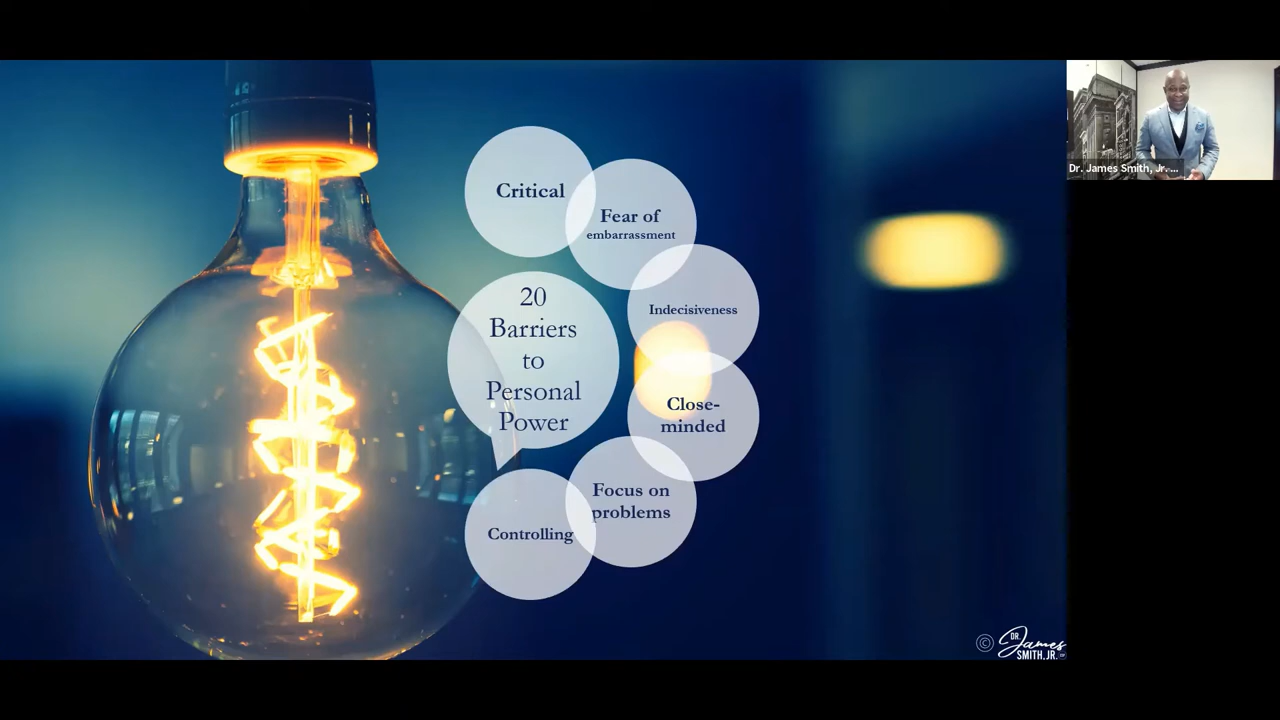 Critical
Fear of
embarrassment
Indecisiveness
20
Barriers
to
Personal
Power
Close-
minded
Focus on
problems
Controlling
Dr. James Smith, Jr....
©
DR.
James
SMITH, JR.